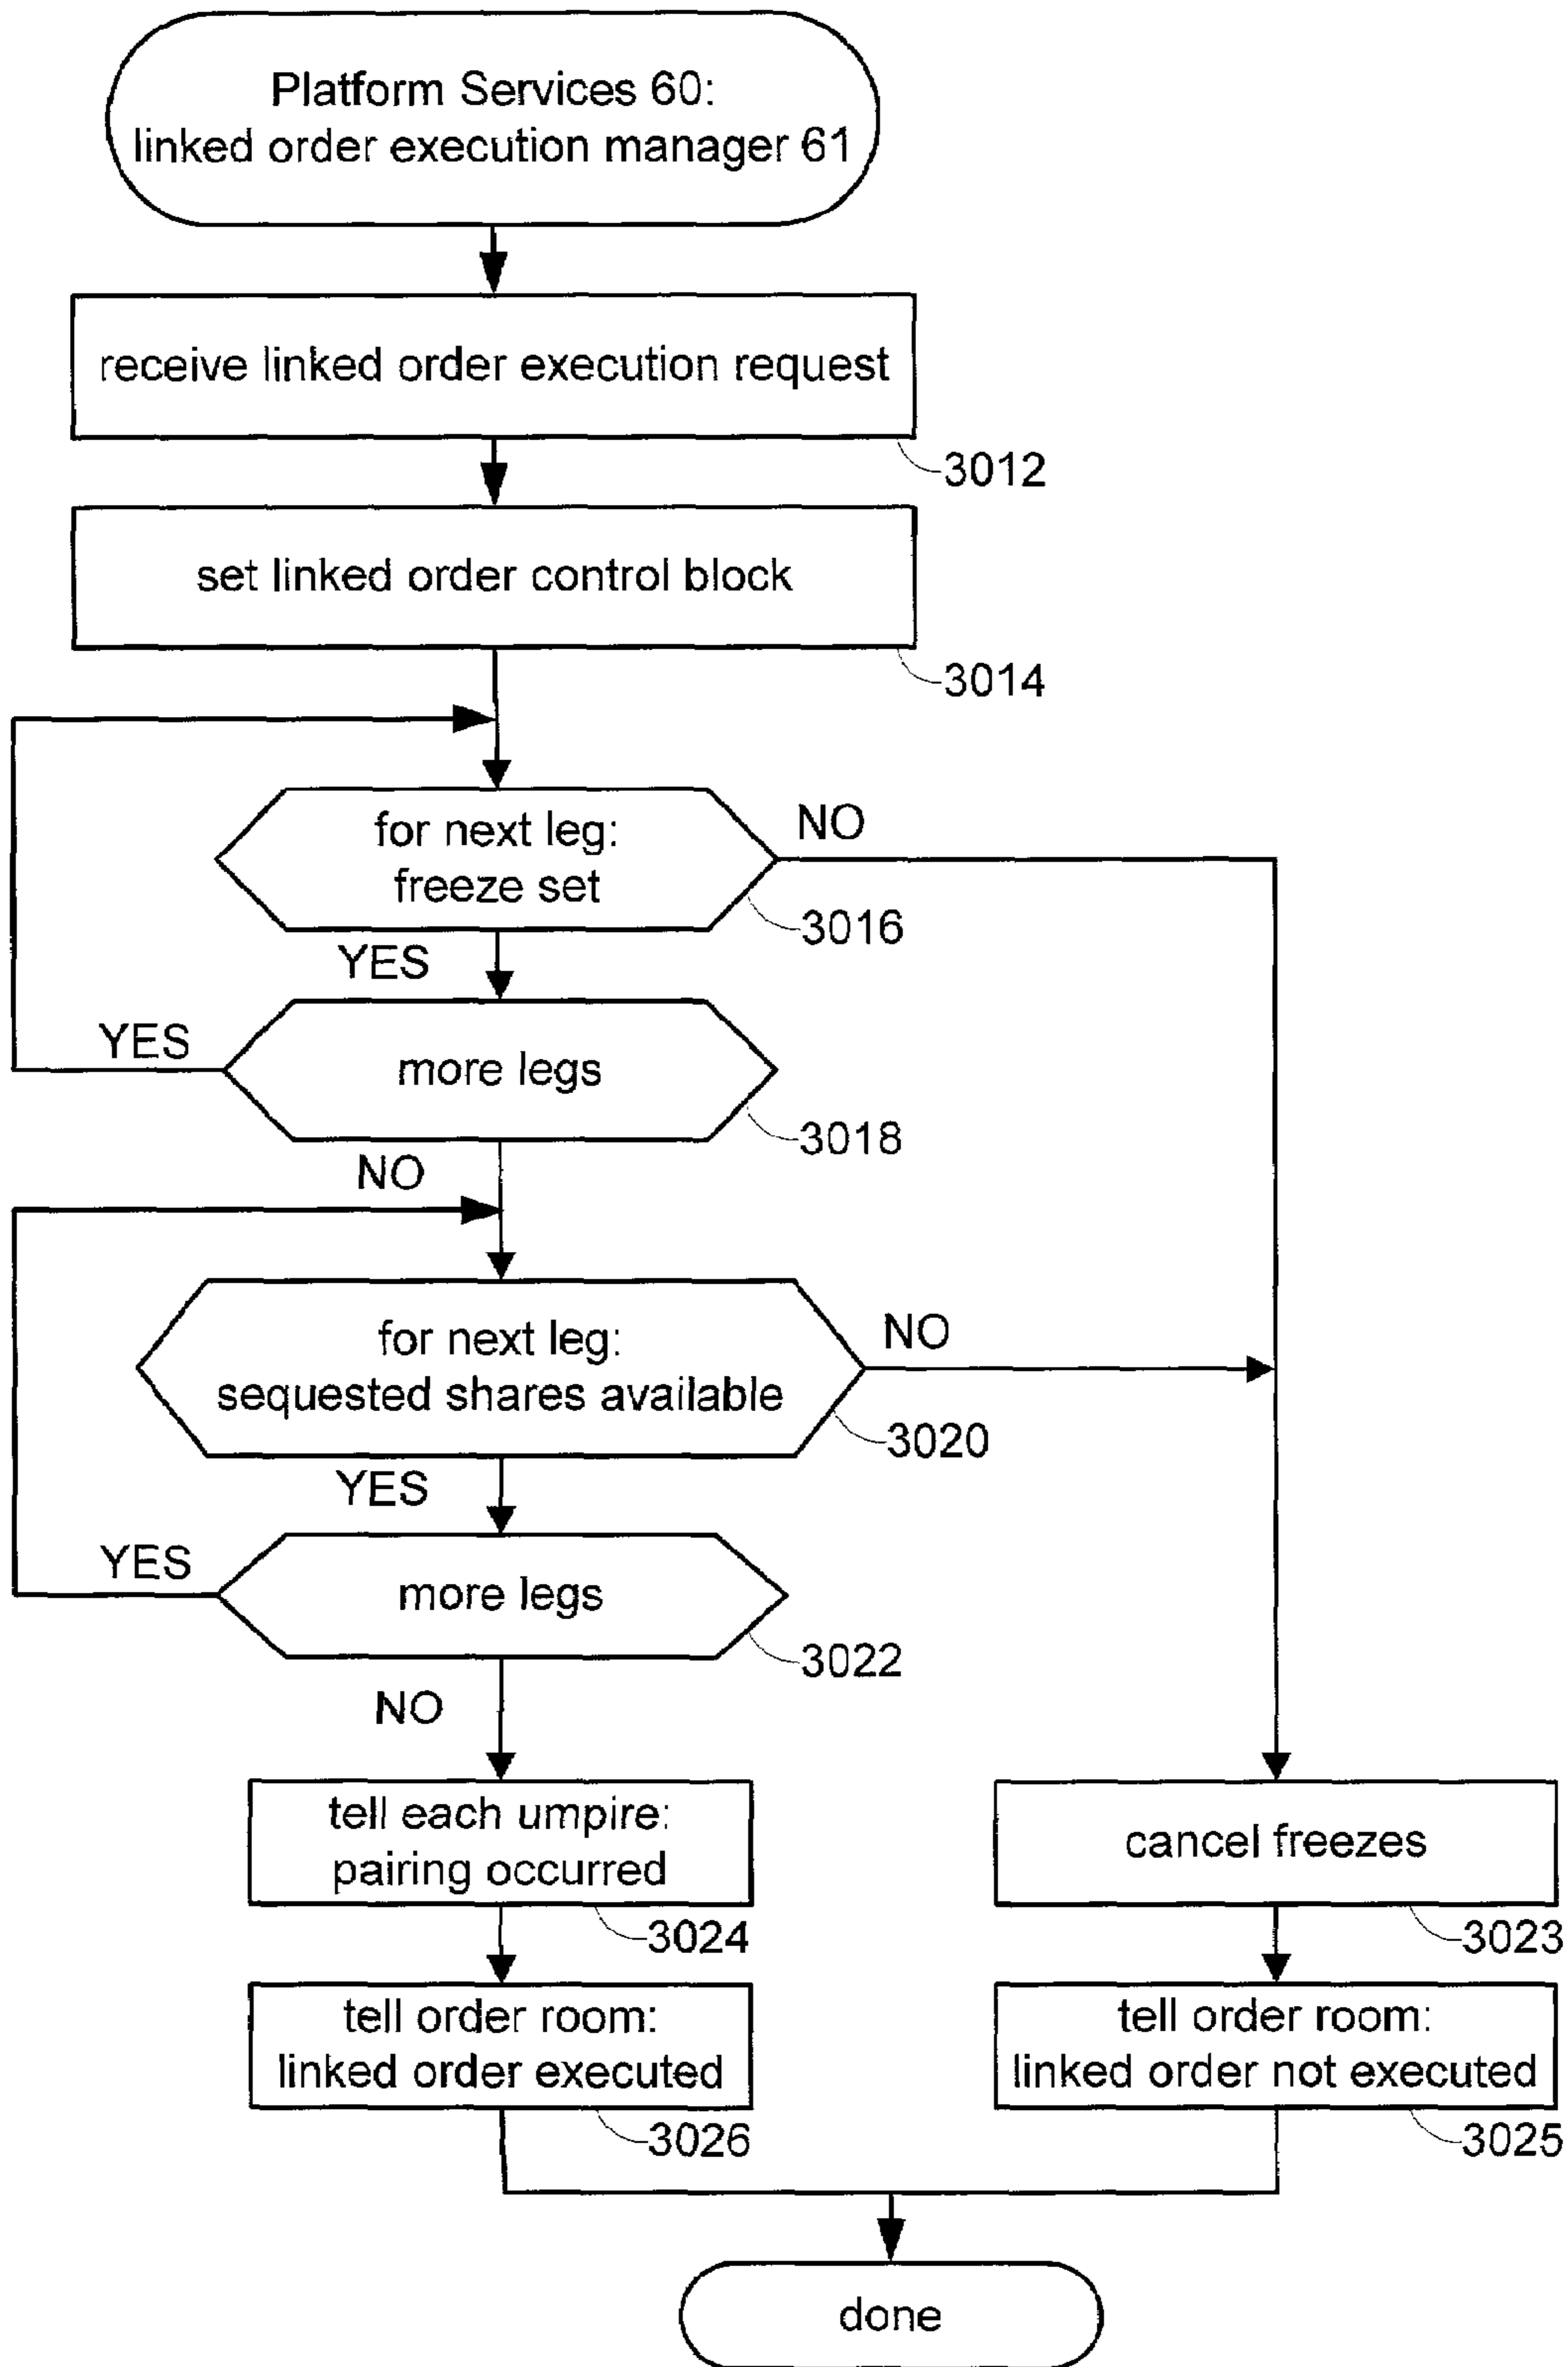 Platform Services 60:
linked order execution manager 61
receive linked order execution request
3012
set linked order control block
3014
for next leg:
freeze set
NO
3016
YES
YES
more legs
3018
NO
for next leg:
sequested shares available
NO
3020
YES
YES
more legs
3022
NO
tell each umpire:
pairing occurred
3024
cancel freezes
3023
tell order room:
linked order executed
3026
tell order room:
linked order not executed
3025
done